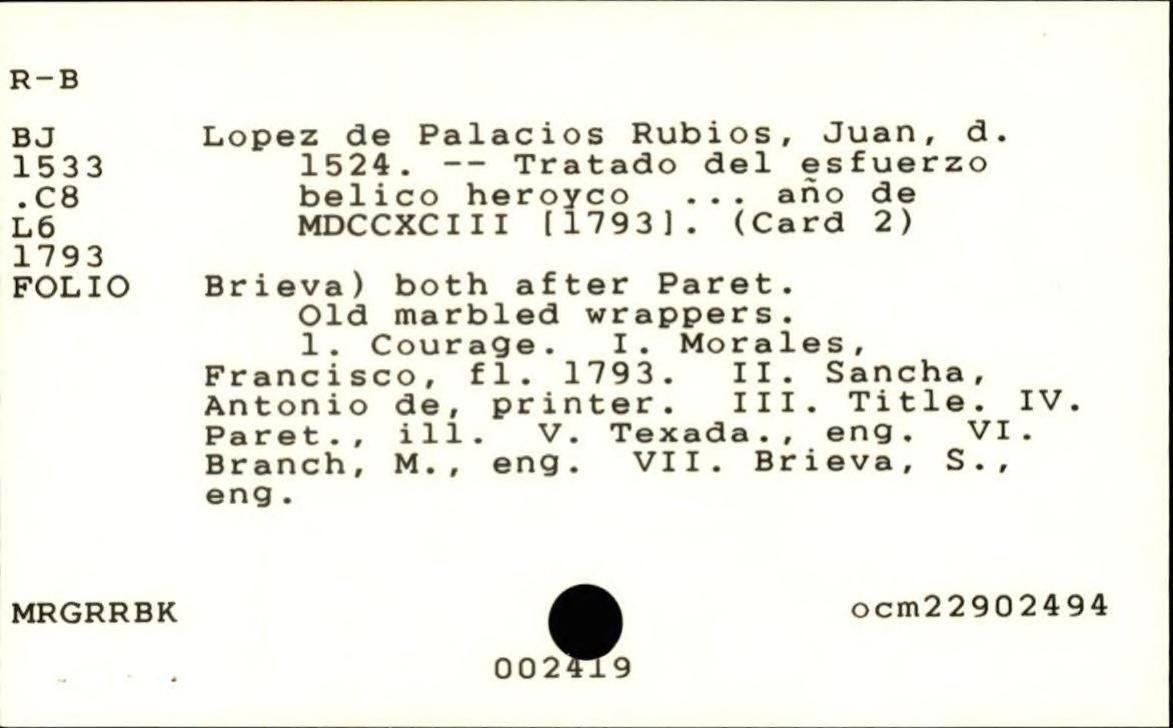 R-B
BJ Lopez de Palacios Rubios, Juan, d.
1533 1524. -- Tratado del esfuerzo
.C8 belico heroyco ... año de
L6 MDCCXCIII [1793]. (Card 2)
1793
FOLIO Brieva) both after Paret.
Old marbled wrappers.
1. Courage. I. Morales,
Francisco, fl. 1793. II. Sancha,
Antonio de, printer. III. Title. IV.
Paret., ill. V. Texada., eng. VI.
Branch, M., eng. VII. Brieva, S.,
eng.
MRGRRBK ocm22902494
002419